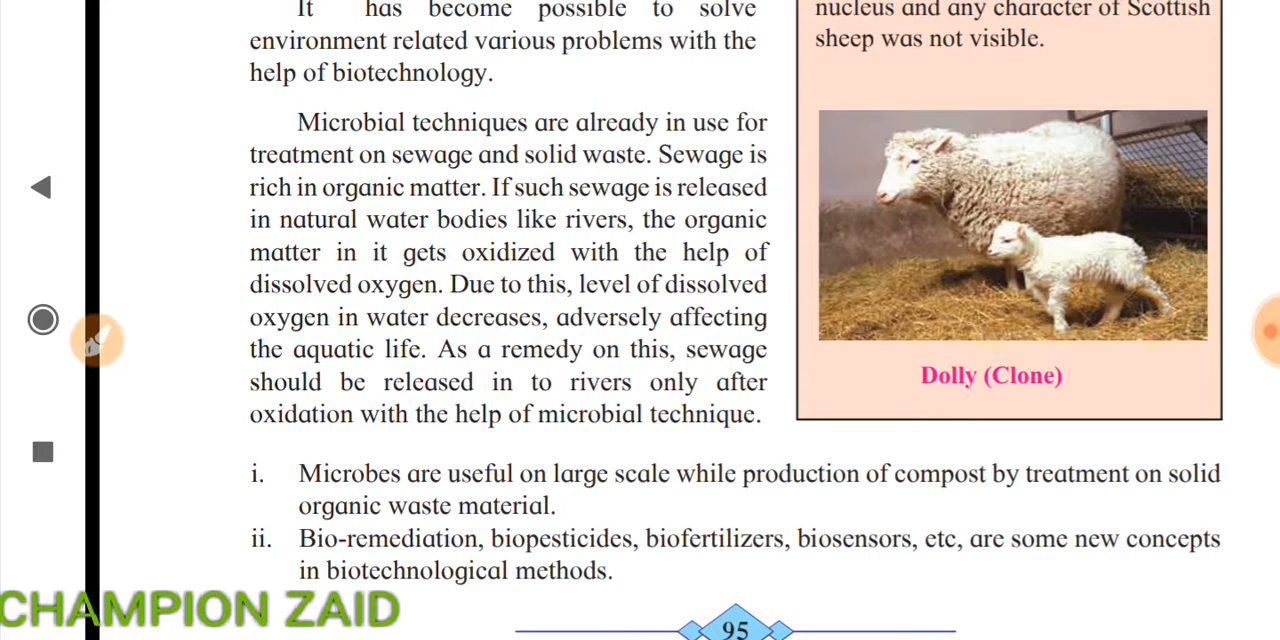 It has become possible to solve
environment related various problems with the
help of biotechnology.
Microbial techniques are already in use for
treatment on sewage and solid waste. Sewage is
rich in organic matter. If such sewage is released
in natural water bodies like rivers, the organic
matter in it gets oxidized with the help of
dissolved oxygen. Due to this, level of dissolved
oxygen in water decreases, adversely affecting
the aquatic life. As a remedy on this, sewage
should be released in to rivers only after
oxidation with the help of microbial technique.
nucleus and any character of Scottish
sheep was not visible.
Dolly (Clone)
i. Microbes are useful on large scale while production of compost by treatment on solid
organic waste material.
ii. Bio-remediation, biopesticides, biofertilizers, biosensors, etc, are some new concepts
in biotechnological methods.
CHAMPION ZAID
95